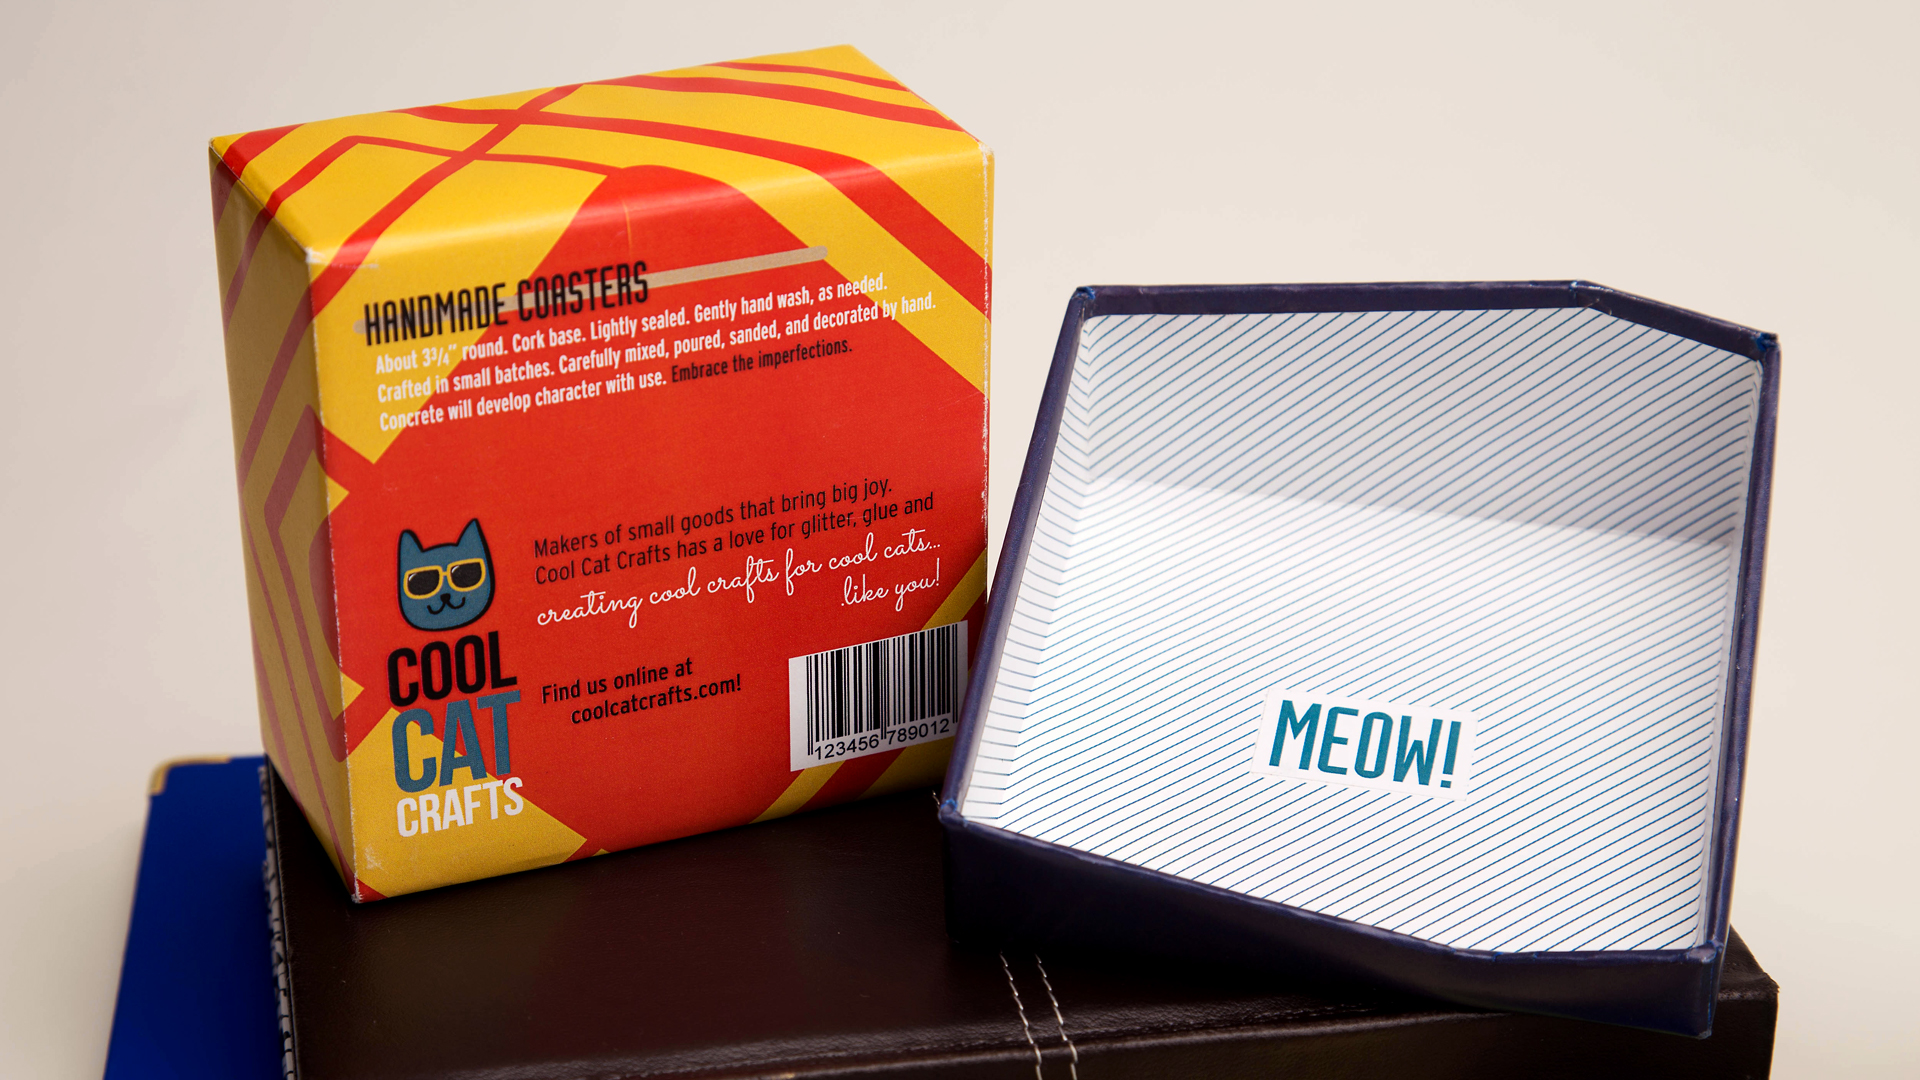 HANDMADE COASTERS
About 3³/₄" round. Cork base. Lightly sealed. Gently hand wash, as needed.
Crafted in small batches. Carefully mixed, poured, sanded, and decorated by hand.
Concrete will develop character with use. Embrace the imperfections.
Makers of small goods that bring big joy.
Cool Cat Crafts has a love for glitter, glue and
creating cool crafts for cool cats...
.like you!
COOL
CAT
CRAFTS
Find us online at
coolcatcrafts.com!
123456 789012
MEOW!